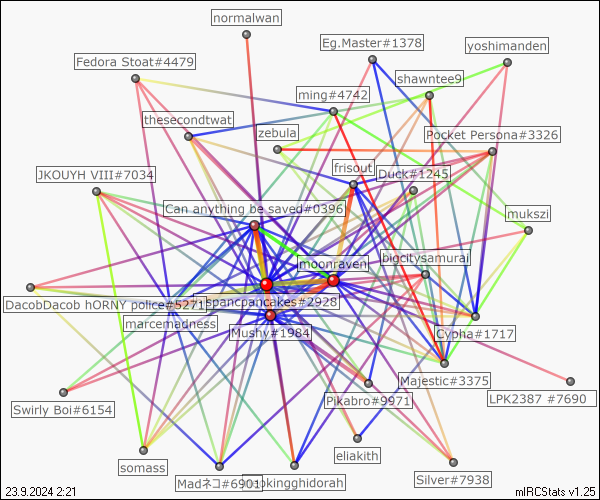 normalwan
Eg.Master#1378
yoshimanden
Fedora Stoat#4479
shawntee9
ming#4742
thesecondtwat
zebula
Pocket Persona#3326
frisout
JKOUYH VIII#7034
Duck#1245
Can anything be saved#0396
mukszi
bigcitysamurai
moonraven
DacobDacob hORNY police#5271
spancpancakes#2928
marcemadness
Mushy#1984
Cypha#1717
Majestic#3375
LPK2387 #7690
Pikabro#9971
Swirly Boi#6154
eliakith
somass
Madネコ#6901
okingghidorah
Silver#7938
23.9.2024 2:21
mIRCStats v1.25